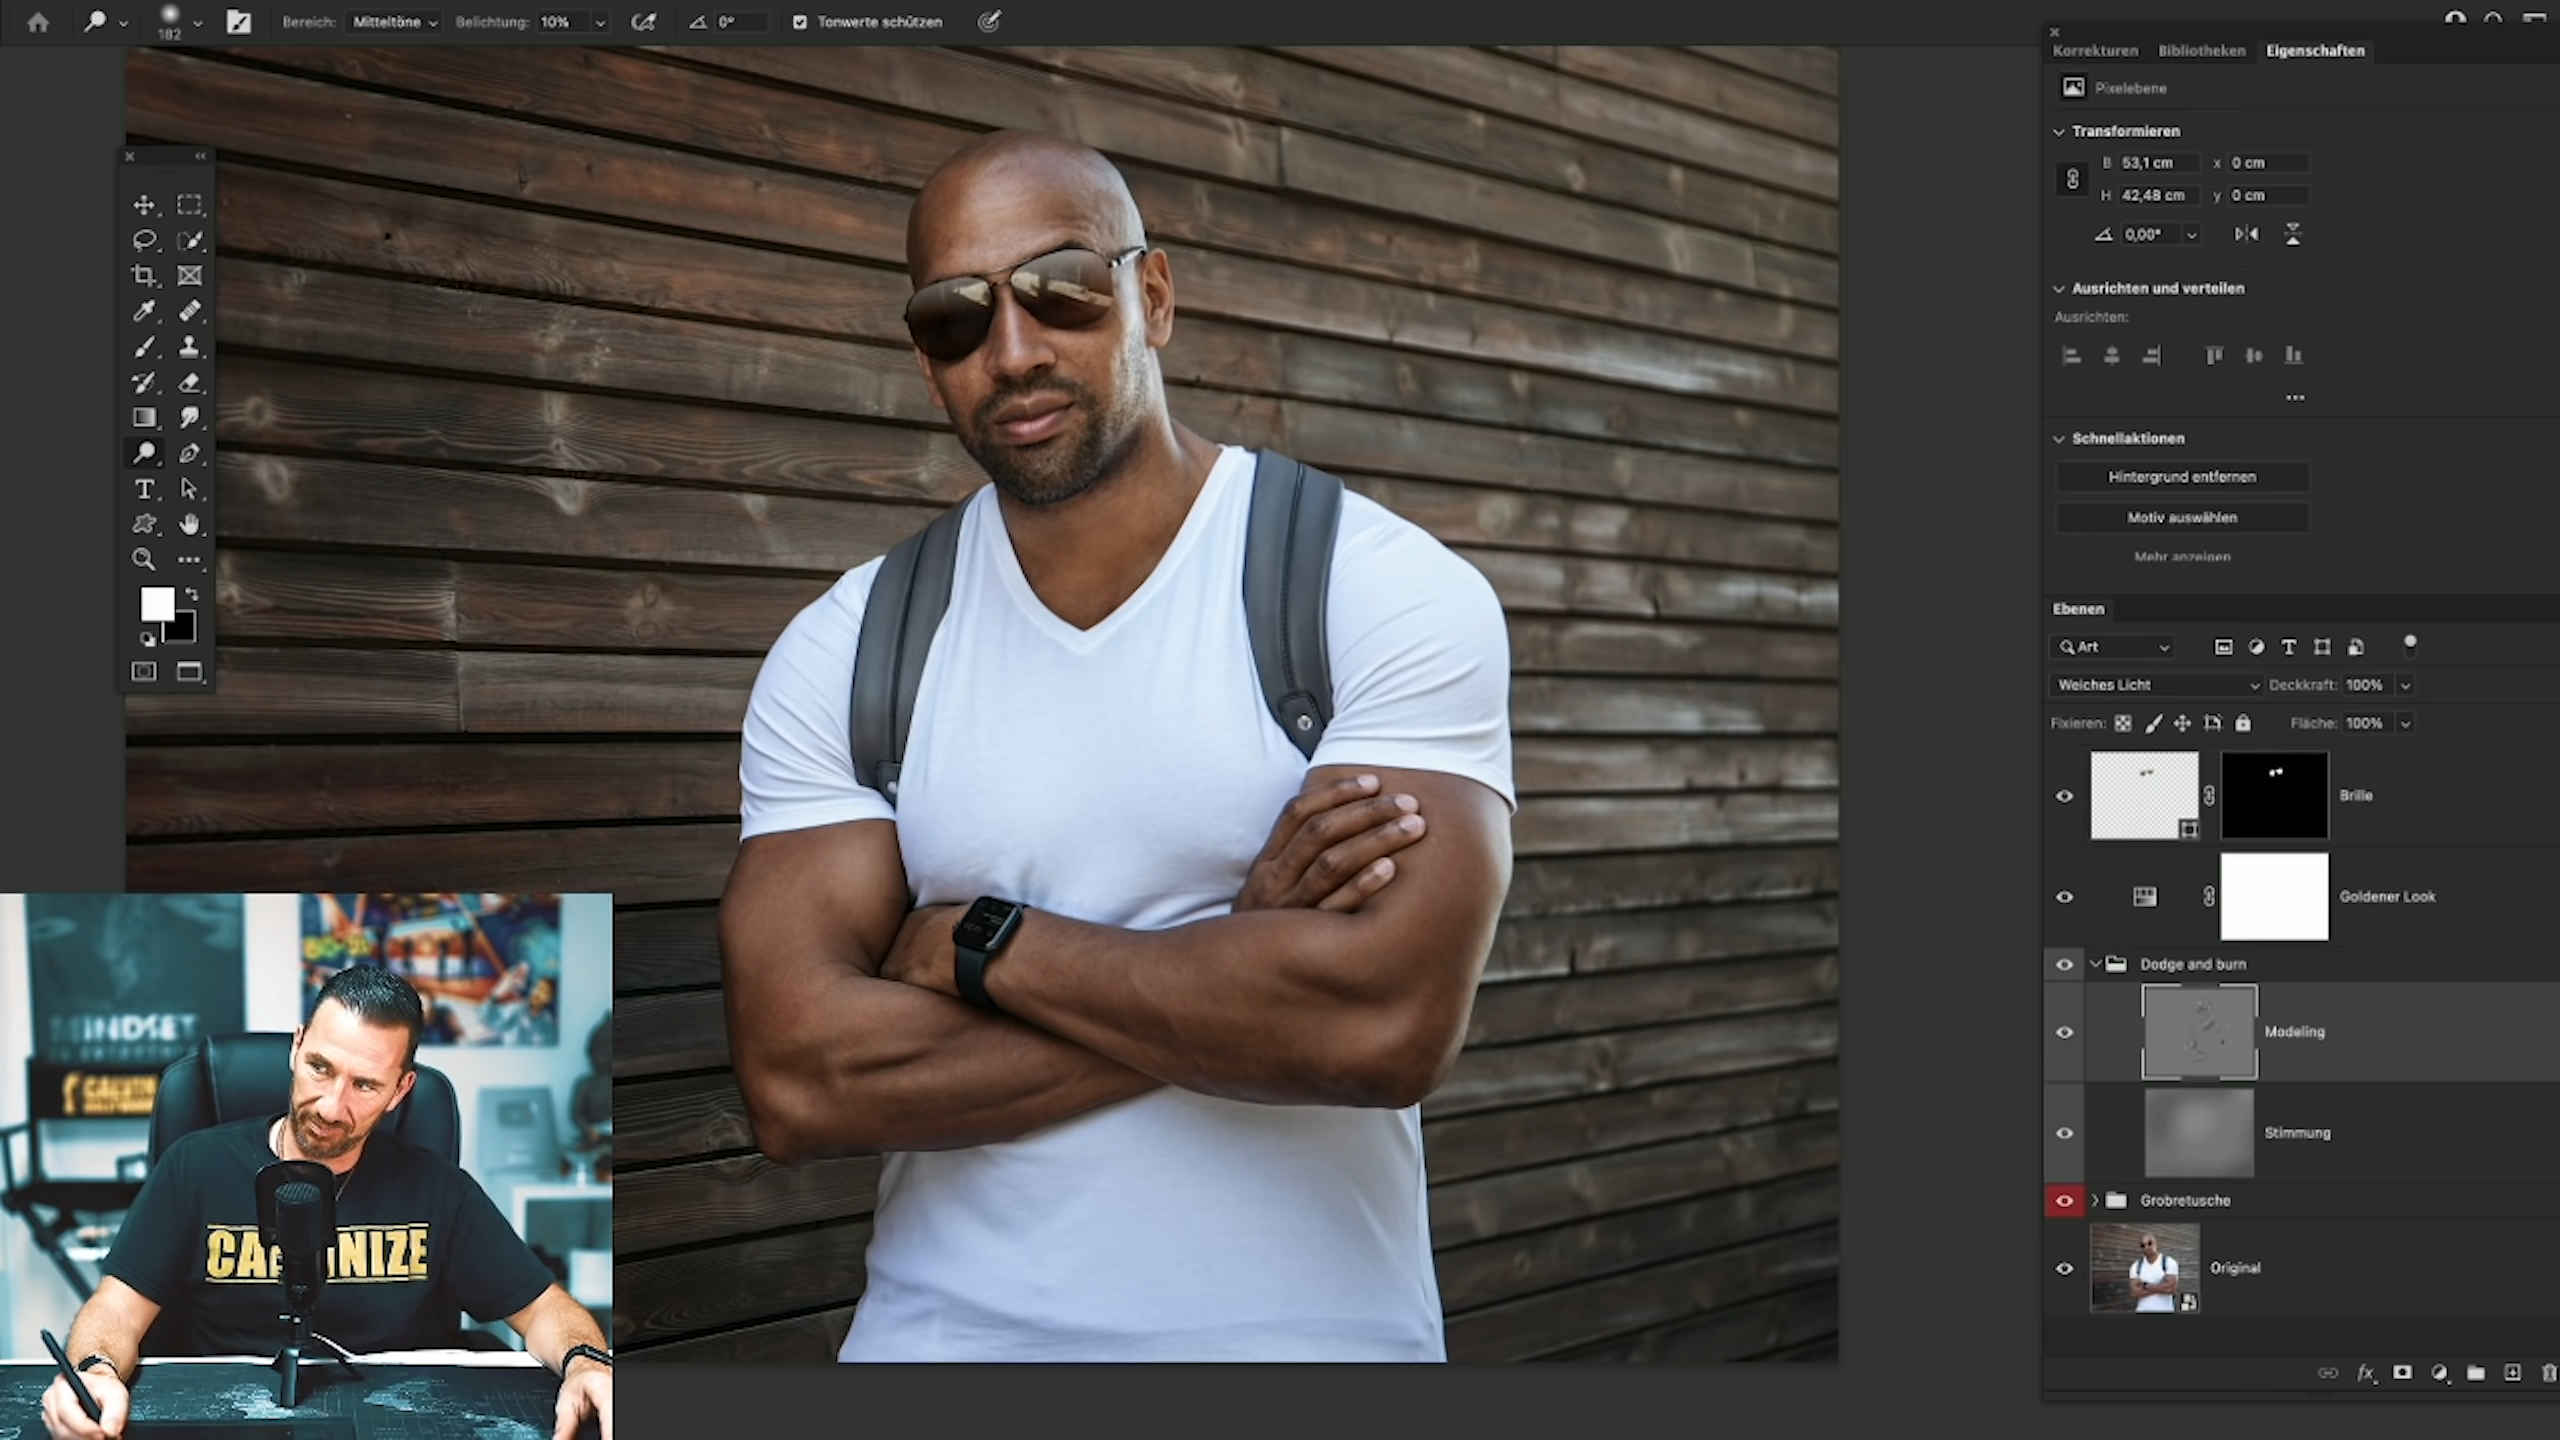 182
Bereich: Mitteltöne
Belichtung: 10%
0°
Tonwerte schützen
Korrekturen Bibliotheken Eigenschaften
Pixelebene
Transformieren
B 53,1 cm x 0 cm
H 42,48 cm y 0 cm
0,00°
Ausrichten und verteilen
Ausrichten:
Schnellaktionen
Hintergrund entfernen
Motiv auswählen
Mehr anzeigen
Ebenen
Art
Weiches Licht Deckkraft: 100%
Fixieren: Fläche: 100%
Brille
Goldener Look
Dodge and burn
Modeling
Stimmung
Grobretusche
Original
MINDSET